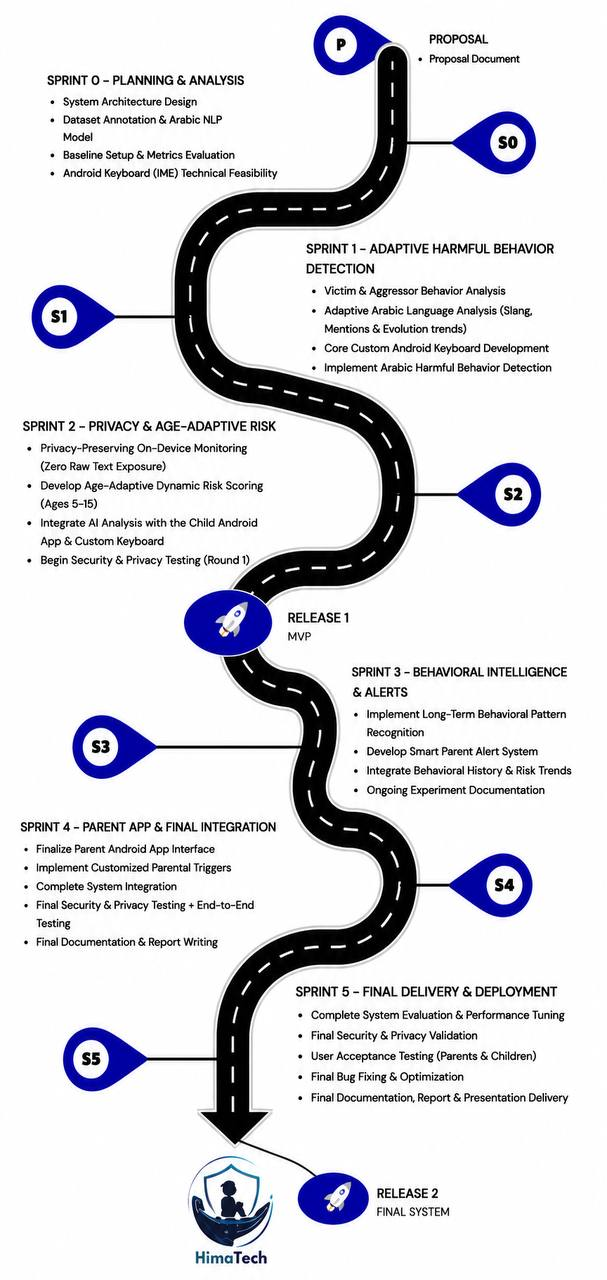 P
PROPOSAL
• Proposal Document
SPRINT 0 – PLANNING & ANALYSIS
• System Architecture Design
• Dataset Annotation & Arabic NLP
Model
• Baseline Setup & Metrics Evaluation
• Android Keyboard (IME) Technical Feasibility
S0
SPRINT 1 – ADAPTIVE HARMFUL BEHAVIOR
DETECTION
• Victim & Aggressor Behavior Analysis
• Adaptive Arabic Language Analysis (Slang,
Mentions & Evolution trends)
• Core Custom Android Keyboard Development
• Implement Arabic Harmful Behavior Detection
S1
SPRINT 2 – PRIVACY & AGE-ADAPTIVE RISK
• Privacy-Preserving On-Device Monitoring
(Zero Raw Text Exposure)
• Develop Age-Adaptive Dynamic Risk Scoring
(Ages 5-15)
• Integrate AI Analysis with the Child Android
App & Custom Keyboard
• Begin Security & Privacy Testing (Round 1)
S2
RELEASE 1
MVP
SPRINT 3 – BEHAVIORAL INTELLIGENCE
& ALERTS
• Implement Long-Term Behavioral Pattern
Recognition
• Develop Smart Parent Alert System
• Integrate Behavioral History & Risk Trends
• Ongoing Experiment Documentation
S3
SPRINT 4 – PARENT APP & FINAL INTEGRATION
• Finalize Parent Android App Interface
• Implement Customized Parental Triggers
• Complete System Integration
• Final Security & Privacy Testing + End-to-End
Testing
• Final Documentation & Report Writing
S4
SPRINT 5 – FINAL DELIVERY & DEPLOYMENT
• Complete System Evaluation & Performance Tuning
• Final Security & Privacy Validation
• User Acceptance Testing (Parents & Children)
• Final Bug Fixing & Optimization
• Final Documentation, Report & Presentation Delivery
S5
RELEASE 2
FINAL SYSTEM
HimaTech